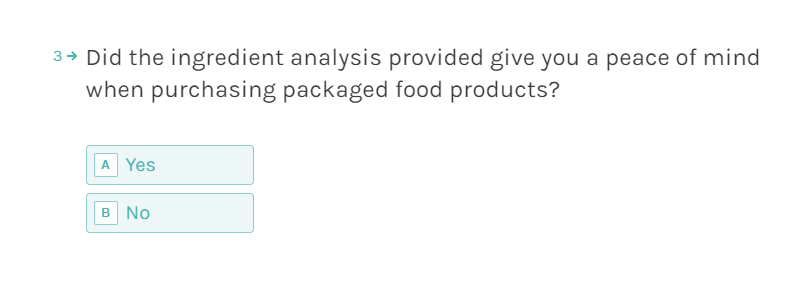 3→ Did the ingredient analysis provided give you a peace of mind
when purchasing packaged food products?
A Yes
B No